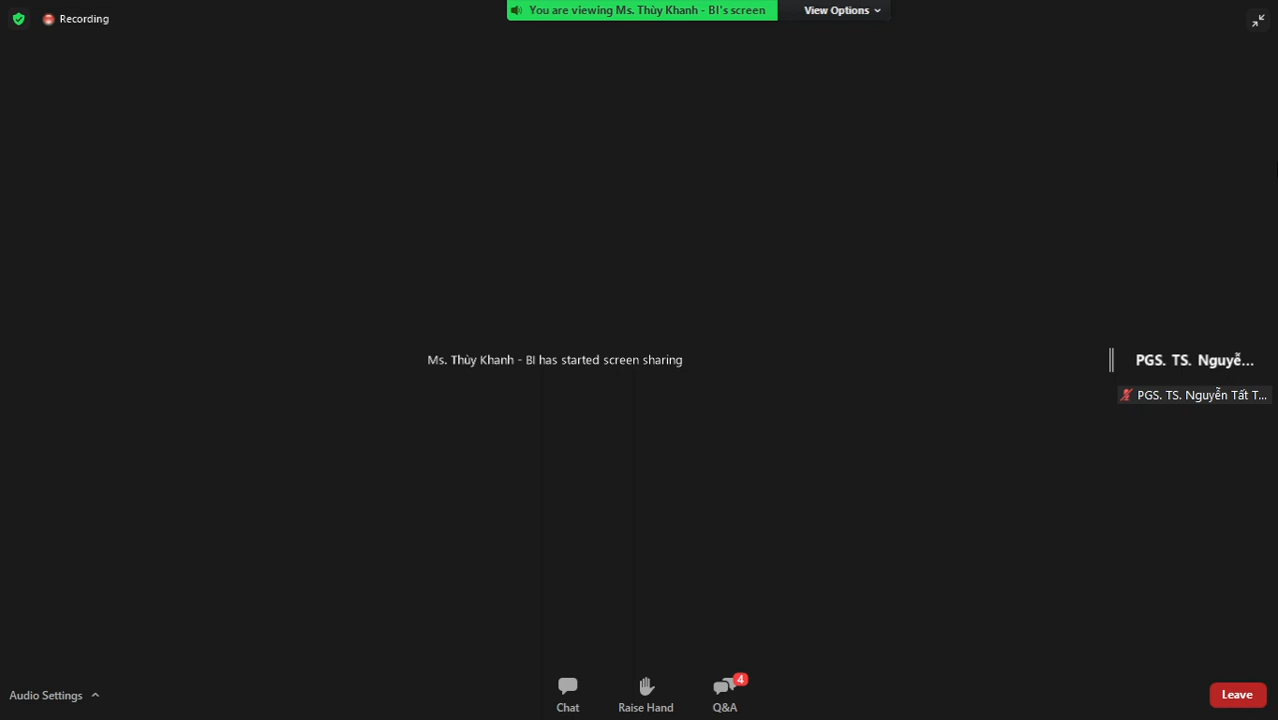 Recording
You are viewing Ms. Thùy Khanh - BI's screen
View Options
Ms. Thùy Khanh - BI has started screen sharing
PGS. TS. Nguyễ...
PGS. TS. Nguyễn Tất T...
Audio Settings
Chat
Raise Hand
4
Q&A
Leave